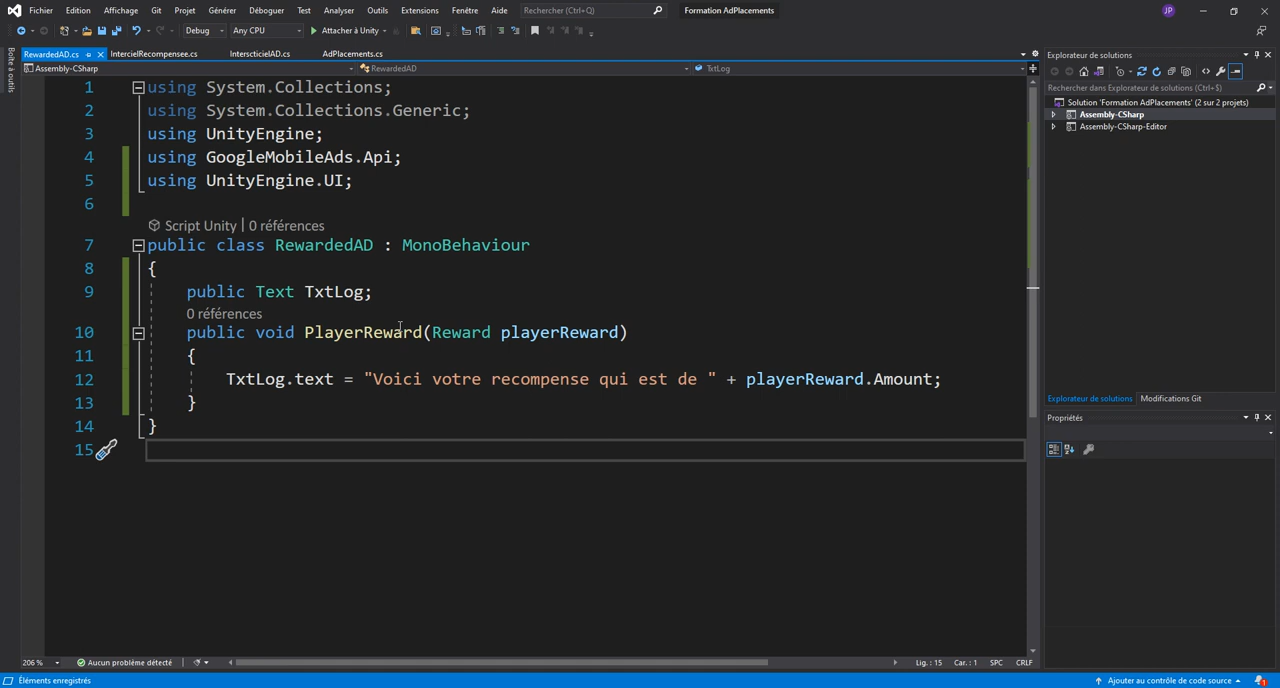 Fichier Edition Affichage Git Projet Générer Déboguer Test Analyser Outils Extensions Fenêtre Aide Rechercher (Ctrl+Q) Formation AdPlacements JP
Debug Any CPU Attacher à Unity
Boîte à outils
RewardedAD.cs IntercielRecompensee.cs InterscticielAD.cs AdPlacements.cs
Assembly-CSharp RewardedAD TxtLog
1 using System.Collections;
2 using System.Collections.Generic;
3 using UnityEngine;
4 using GoogleMobileAds.Api;
5 using UnityEngine.UI;
6
Script Unity | 0 références
7 public class RewardedAD : MonoBehaviour
8 {
9 public Text TxtLog;
0 références
10 public void PlayerReward(Reward playerReward)
11 {
12 TxtLog.text = "Voici votre recompense qui est de " + playerReward.Amount;
13 }
14 }
15
206 % Aucun problème détecté Lig. : 15 Car. : 1 SPC CRLF
Explorateur de solutions
Rechercher dans Explorateur de solutions (Ctrl+$)
Solution 'Formation AdPlacements' (2 sur 2 projets)
Assembly-CSharp
Assembly-CSharp-Editor
Explorateur de solutions Modifications Git
Propriétés
Éléments enregistrés Ajouter au contrôle de code source 1